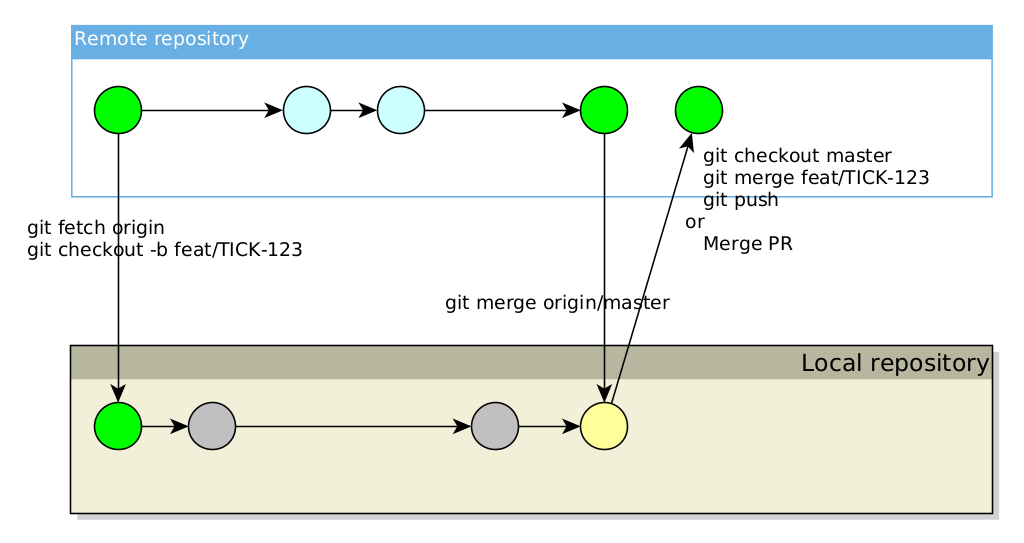 Remote repository
git checkout master
git merge feat/TICK-123
git push
or
Merge PR
git fetch origin
git checkout -b feat/TICK-123
git merge origin/master
Local repository